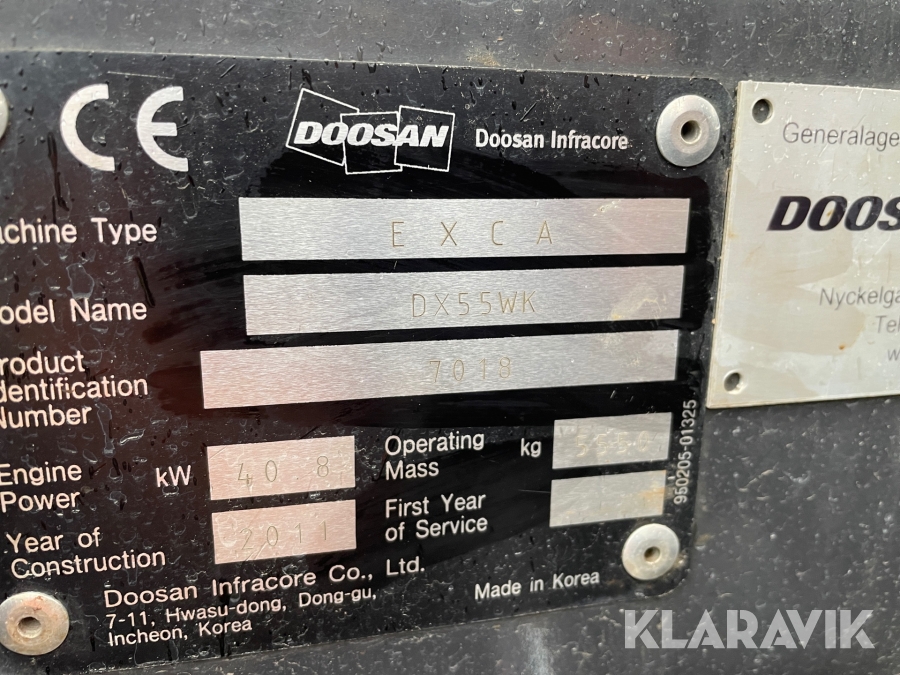 CE
DOOSAN
Doosan Infracore
achine Type
E X C A
odel Name
DX55WK
roduct
dentification
Number
7018
Engine
Power
kW
40 8
Operating
Mass
kg
Year of
Construction
2011
First Year
of Service
950205-01325
Doosan Infracore Co., Ltd.
7-11, Hwasu-dong, Dong-gu,
Incheon, Korea
Made in Korea
Generalage
DOOS
Nyckelga
Tel
w
KLARAVIK